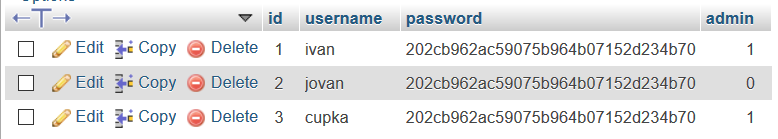 id username password admin
Edit Copy Delete 1 ivan 202cb962ac59075b964b07152d234b70 1
Edit Copy Delete 2 jovan 202cb962ac59075b964b07152d234b70 0
Edit Copy Delete 3 cupka 202cb962ac59075b964b07152d234b70 1